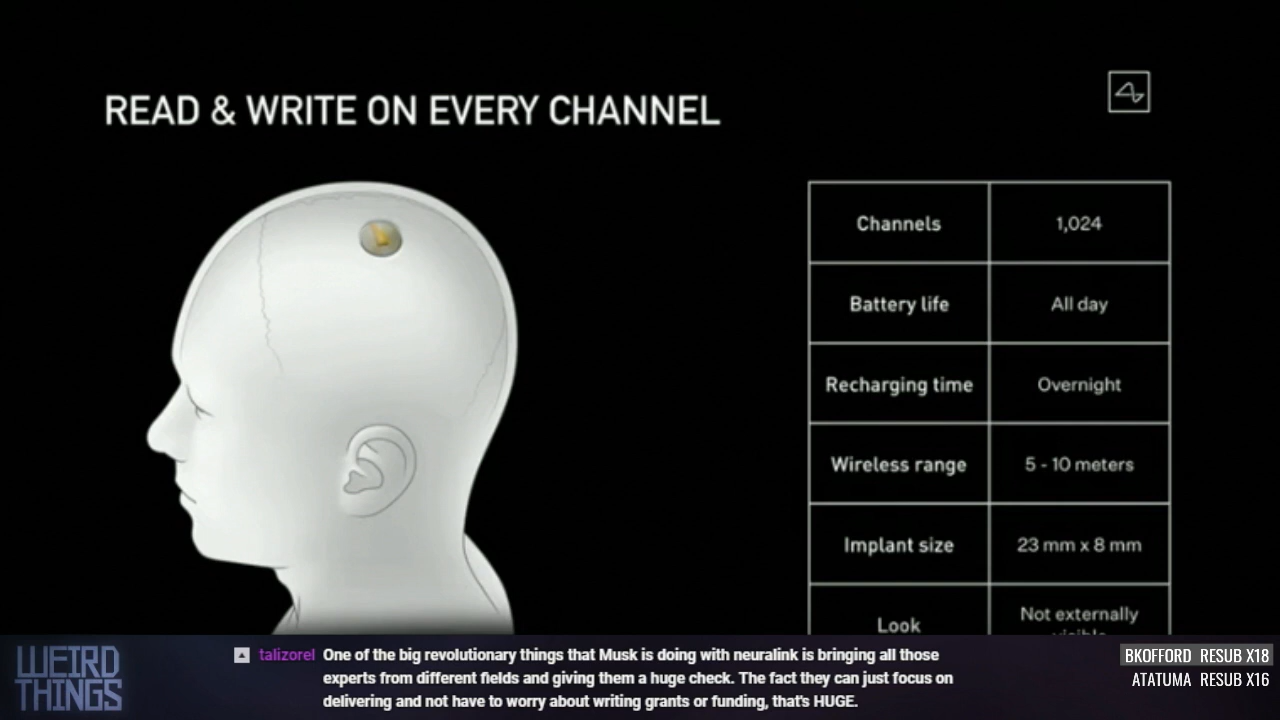 READ & WRITE ON EVERY CHANNEL
Channels 1,024
Battery life All day
Recharging time Overnight
Wireless range 5 - 10 meters
Implant size 23 mm x 8 mm
Look Not externally
visible
WEIRD
THINGS
talizorel One of the big revolutionary things that Musk is doing with neuralink is bringing all those
experts from different fields and giving them a huge check. The fact they can just focus on
delivering and not have to worry about writing grants or funding, that's HUGE.
BKOFFORD RESUB X18
ATATUMA RESUB X16